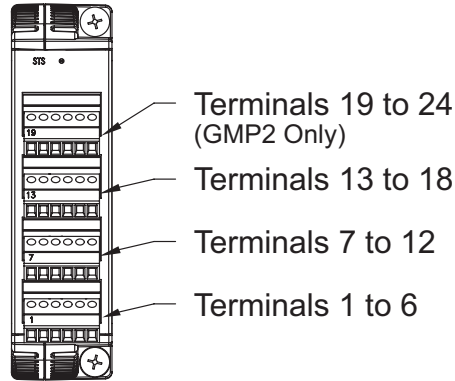 STS
19
Terminals 19 to 24
(GMP2 Only)
13
Terminals 13 to 18
7
Terminals 7 to 12
1
Terminals 1 to 6